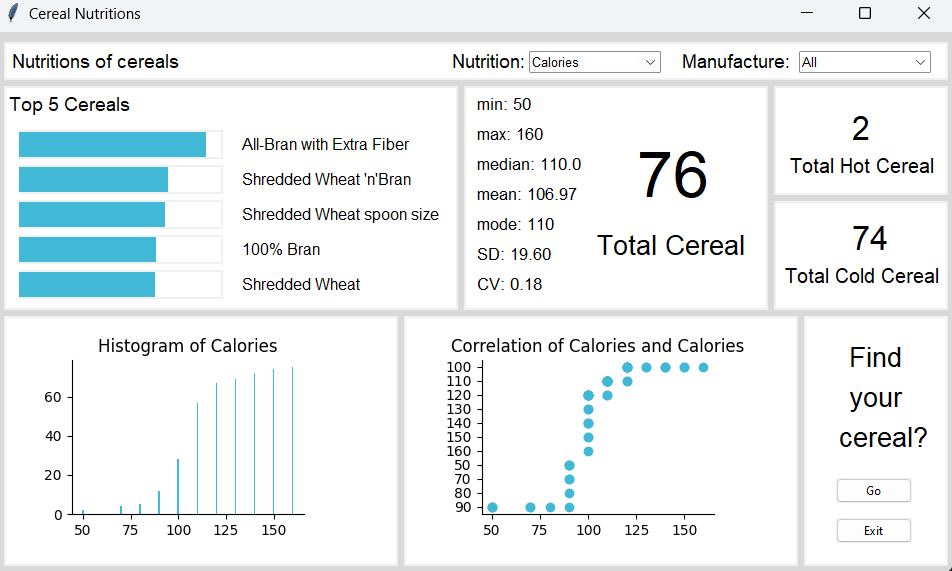 Cereal Nutritions
Nutritions of cereals
Nutrition: Calories
Manufacture: All
Top 5 Cereals
All-Bran with Extra Fiber
Shredded Wheat 'n'Bran
Shredded Wheat spoon size
100% Bran
Shredded Wheat
min: 50
max: 160
median: 110.0
mean: 106.97
mode: 110
SD: 19.60
CV: 0.18
76
Total Cereal
2
Total Hot Cereal
74
Total Cold Cereal
Histogram of Calories
60
40
20
0
50 75 100 125 150
Correlation of Calories and Calories
100
110
120
130
140
150
160
50
70
80
90
50 75 100 125 150
Find
your
cereal?
Go
Exit